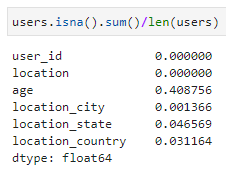 users.isna().sum()/len(users)
user_id 0.000000
location 0.000000
age 0.408756
location_city 0.001366
location_state 0.046569
location_country 0.031164
dtype: float64